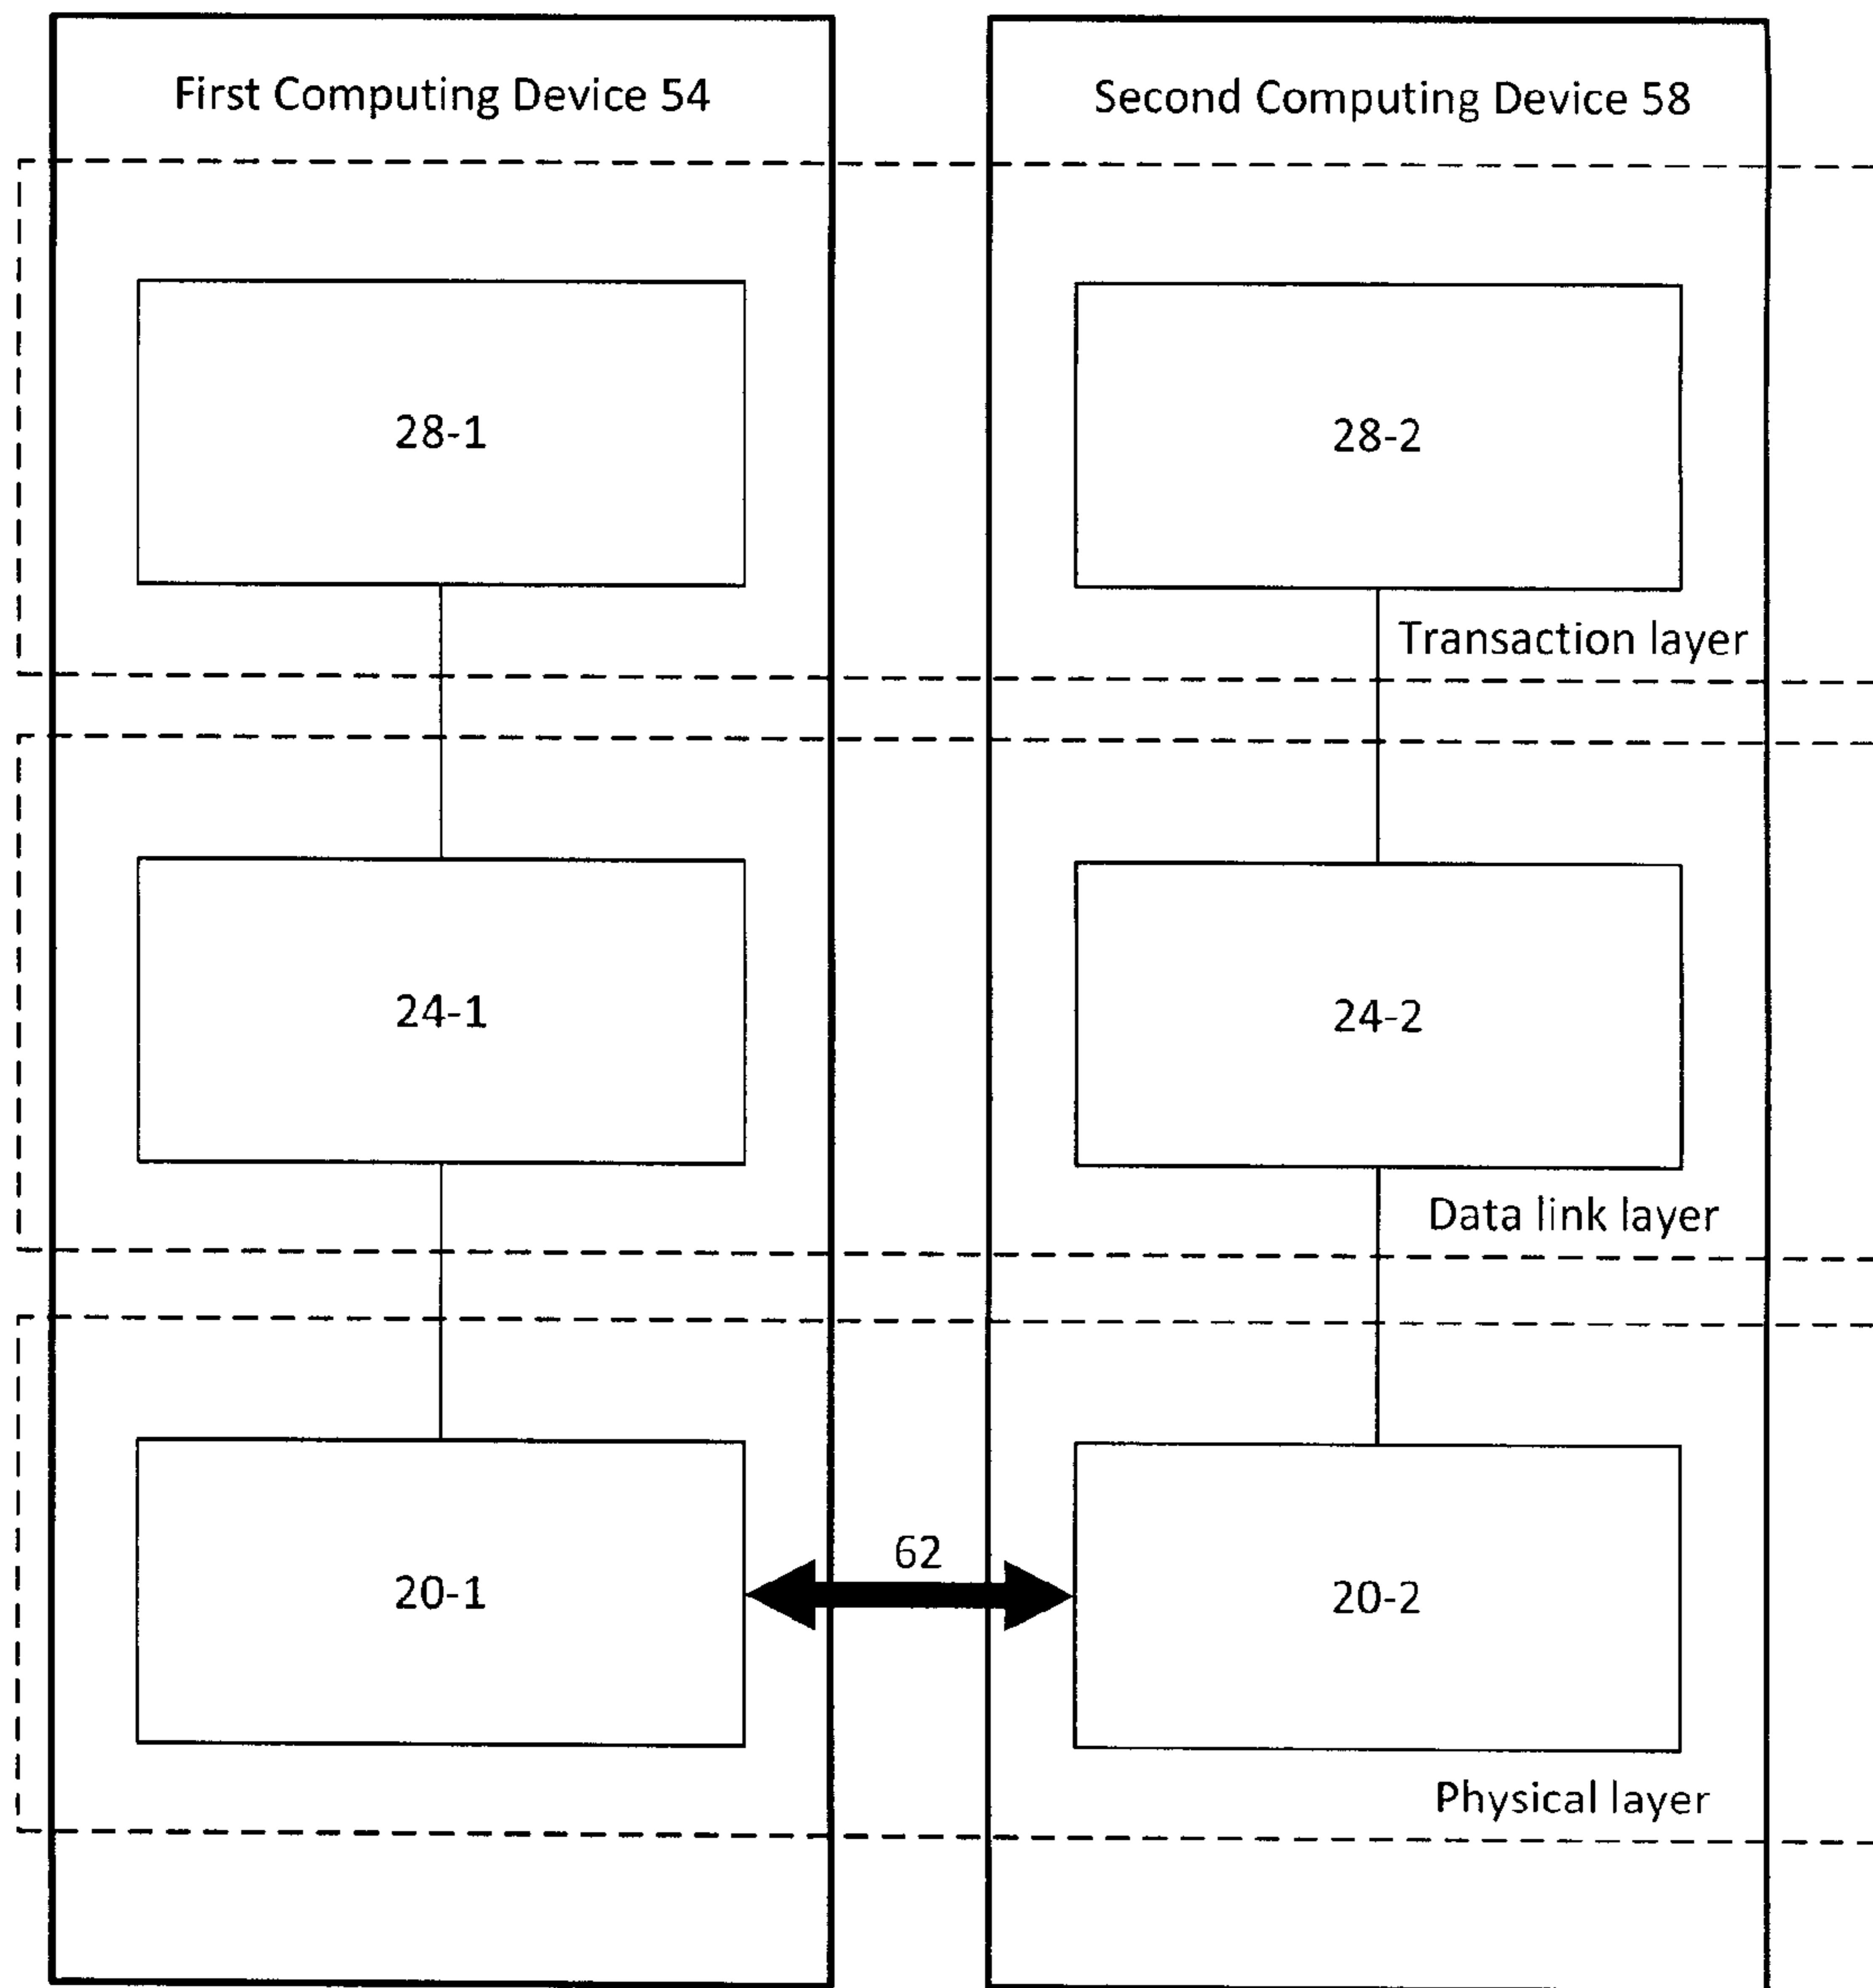 First Computing Device 54
Second Computing Device 58
28-1
28-2
Transaction layer
24-1
24-2
Data link layer
62
20-1
20-2
Physical layer